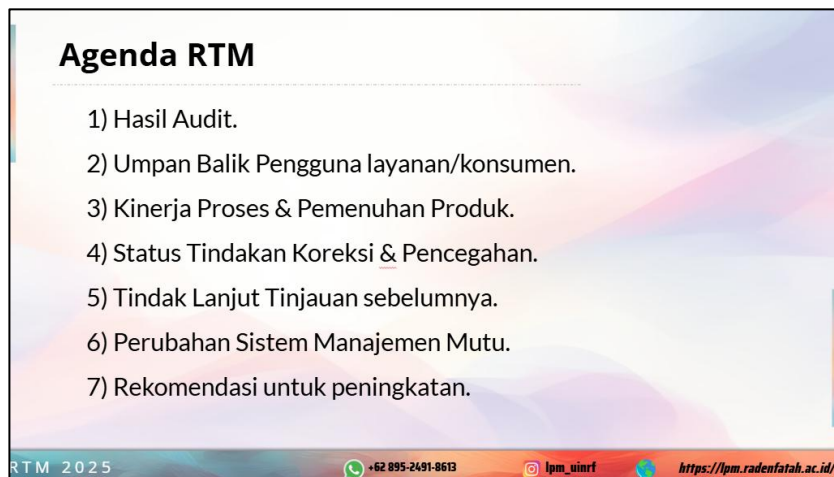 Agenda RTM
1) Hasil Audit.
2) Umpan Balik Pengguna layanan/konsumen.
3) Kinerja Proses & Pemenuhan Produk.
4) Status Tindakan Koreksi & Pencegahan.
5) Tindak Lanjut Tinjauan sebelumnya.
6) Perubahan Sistem Manajemen Mutu.
7) Rekomendasi untuk peningkatan.
RTM 2025 +62 895-2491-8613 lpm_uinrf https://lpm.radenfatah.ac.id/